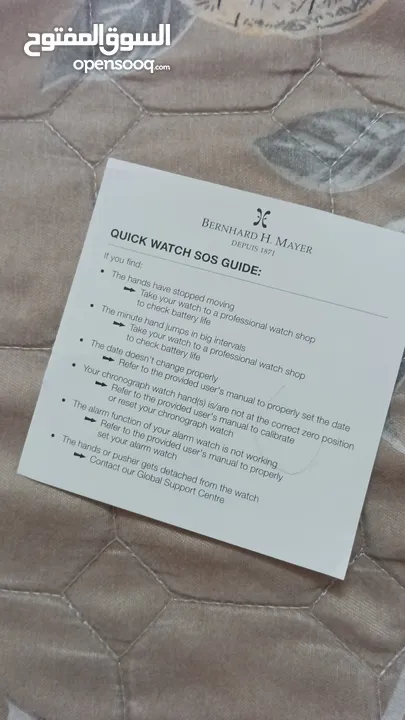 السوق المفتوح
opensooq.com
BERNHARD H. MAYER
DEPUIS 1871
QUICK WATCH SOS GUIDE:
If you find:
• The hands have stopped moving
➡ Take your watch to a professional watch shop
to check battery life
• The minute hand jumps in big intervals
➡ Take your watch to a professional watch shop
to check battery life
• The date doesn't change properly
➡ Refer to the provided user's manual to properly set the date
• Your chronograph watch hand(s) is/are not at the correct zero position
➡ Refer to the provided user's manual to calibrate
or reset your chronograph watch
• The alarm function of your alarm watch is not working
➡ Refer to the provided user's manual to properly
set your alarm watch
• The hands or pusher gets detached from the watch
➡ Contact our Global Support Centre